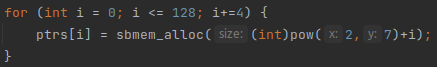 for (int i = 0; i <= 128; i+=4) {
ptrs[i] = sbmem_alloc( size: (int)pow( x: 2, y: 7)+i);
}